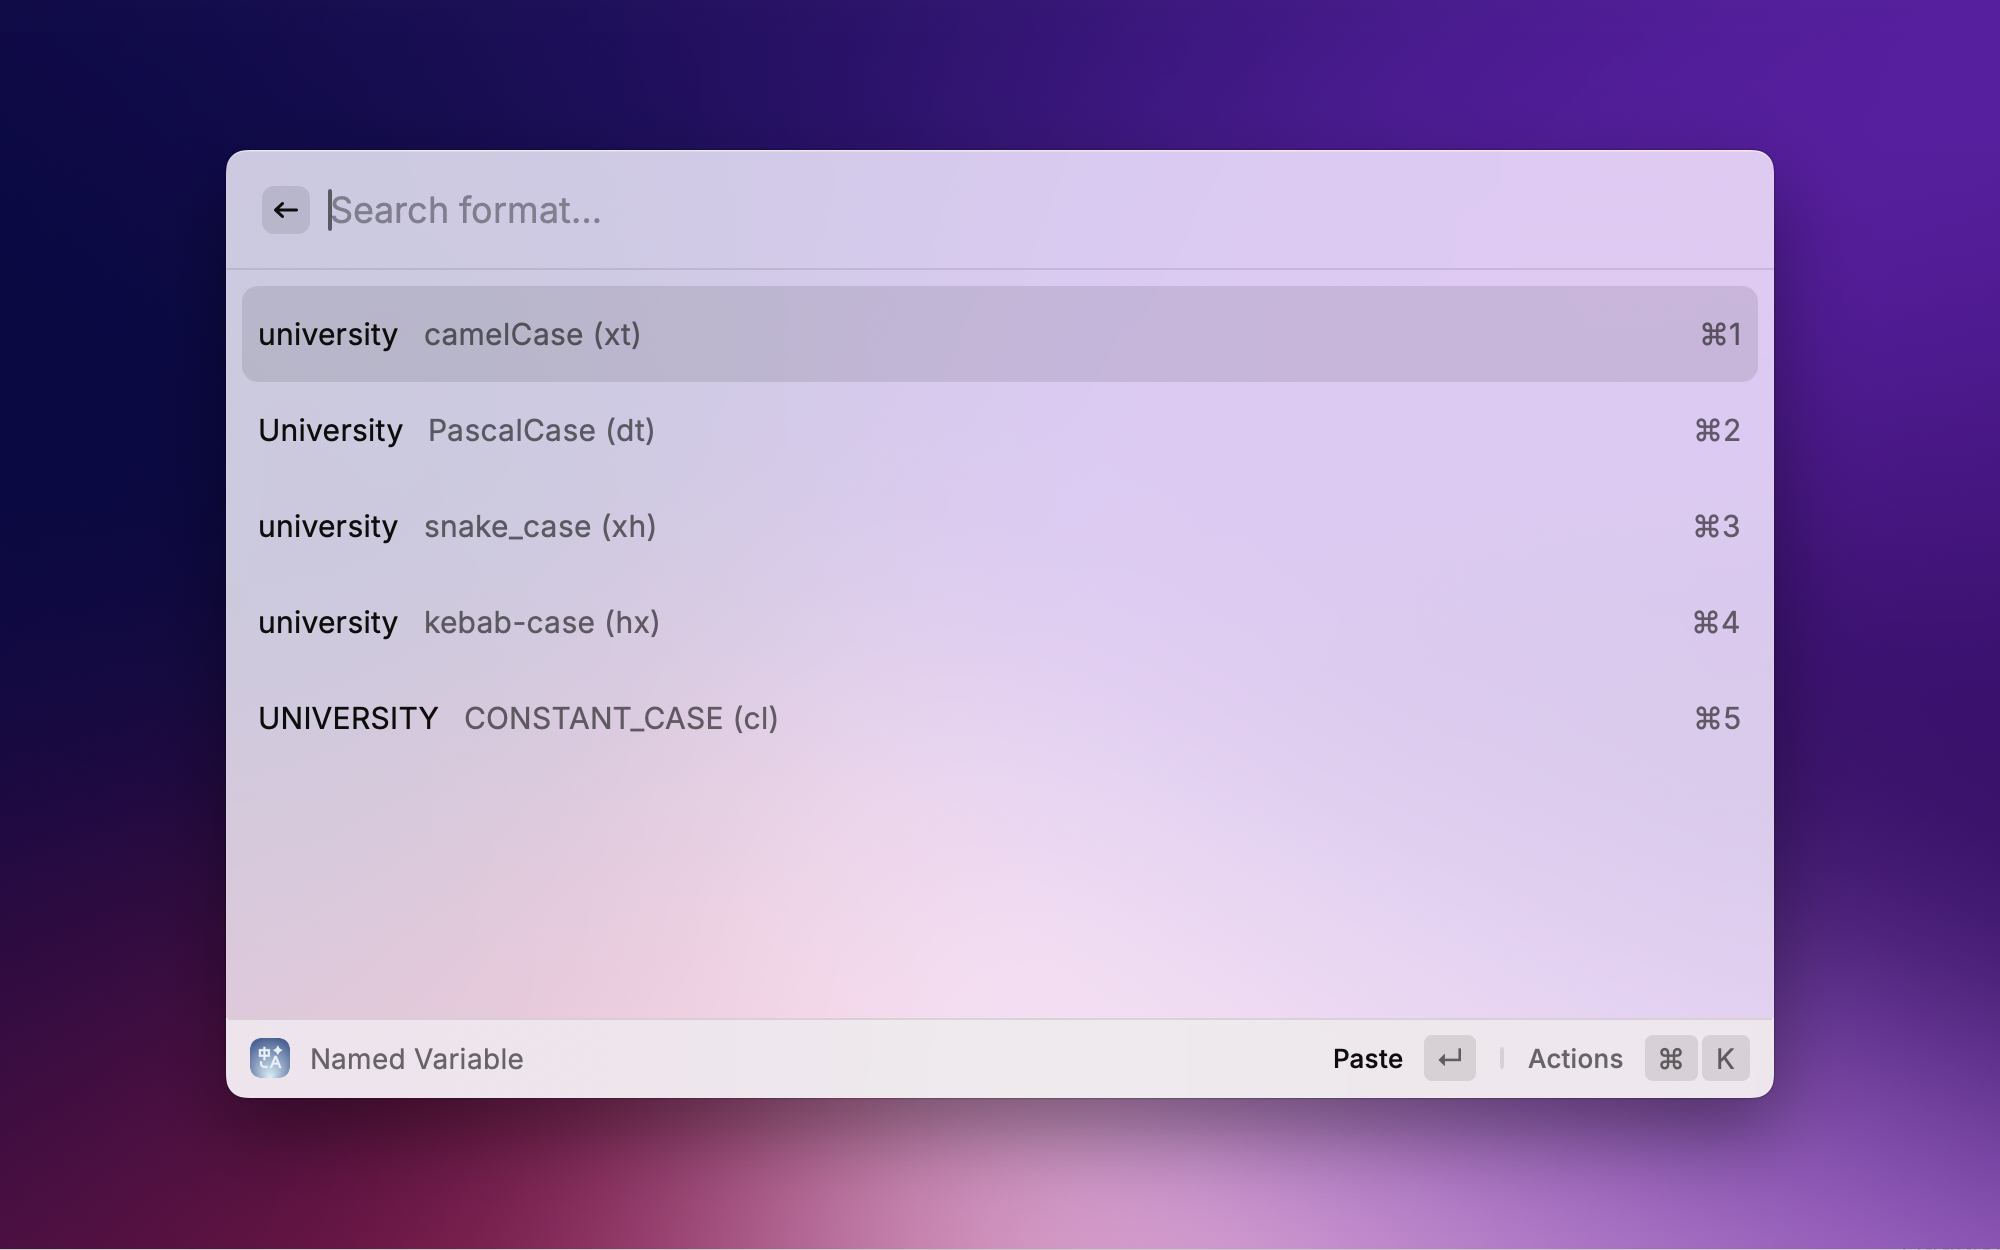 Search format...
university camelCase (xt) ⌘1
University PascalCase (dt) ⌘2
university snake_case (xh) ⌘3
university kebab-case (hx) ⌘4
UNIVERSITY CONSTANT_CASE (cl) ⌘5
中 A Named Variable Paste ↵ Actions ⌘ K